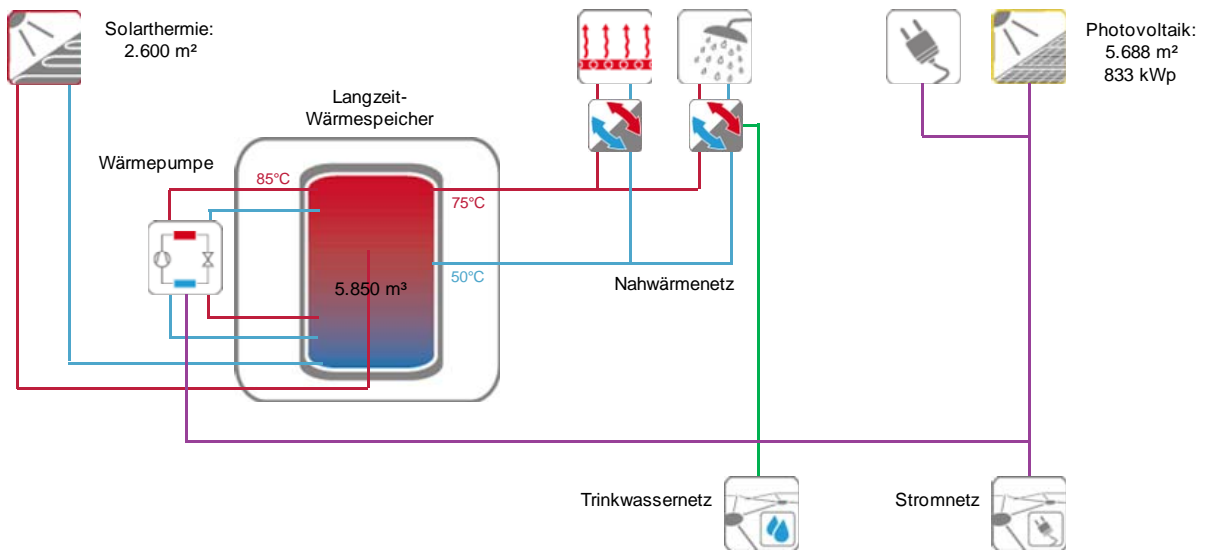 Solarthermie:
2.600 m²
Photovoltaik:
5.688 m²
833 kWp
Langzeit-
Wärmespeicher
Wärmepumpe
85°C
75°C
50°C
5.850 m³
Nahwärmenetz
Trinkwassernetz
Stromnetz